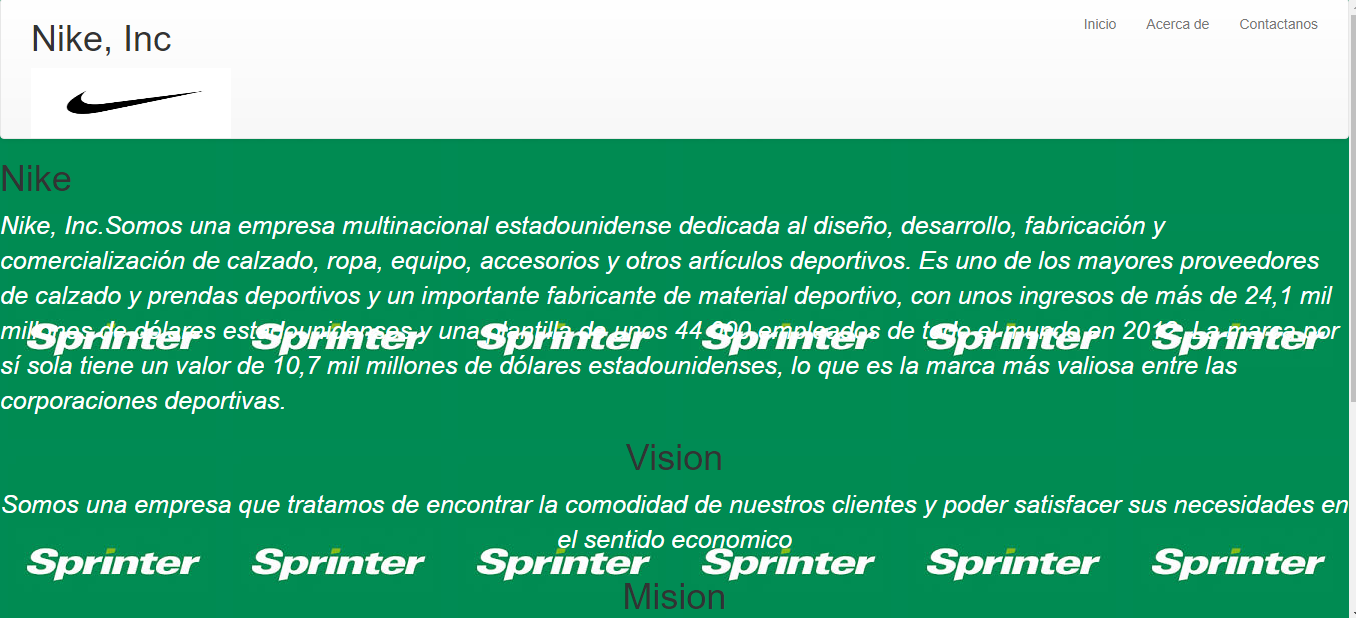 Nike, Inc
Inicio Acerca de Contactanos
Nike
Nike, Inc.Somos una empresa multinacional estadounidense dedicada al diseño, desarrollo, fabricación y
comercialización de calzado, ropa, equipo, accesorios y otros artículos deportivos. Es uno de los mayores proveedores
de calzado y prendas deportivos y un importante fabricante de material deportivo, con unos ingresos de más de 24,1 mil
millones de dólares estadounidenses y una plantilla de unos 44.000 empleados de todo el mundo en 2012. La marca por
Sprinter Sprinter Sprinter Sprinter Sprinter Sprinter
sí sola tiene un valor de 10,7 mil millones de dólares estadounidenses, lo que es la marca más valiosa entre las
corporaciones deportivas.
Vision
Somos una empresa que tratamos de encontrar la comodidad de nuestros clientes y poder satisfacer sus necesidades en
el sentido economico
Sprinter Sprinter Sprinter Sprinter Sprinter Sprinter
Mision